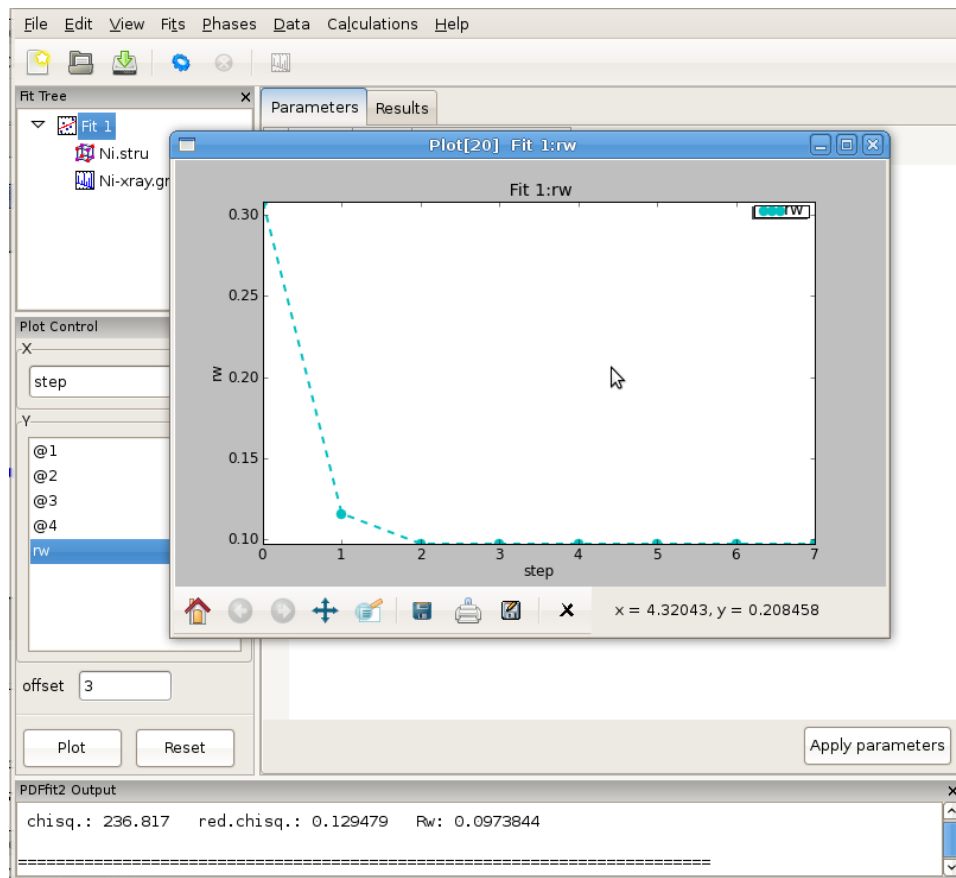 File Edit View Fits Phases Data Calculations Help
Fit Tree
Parameters Results
Fit 1
Ni.stru
Ni-xray.gr
Plot[20] Fit 1:rw
Fit 1:rw
rw
0.30
0.25
0.20
0.15
0.10
rw
0 1 2 3 4 5 6 7
step
x = 4.32043, y = 0.208458
Plot Control
X
step
Y
@1
@2
@3
@4
rw
offset 3
Plot Reset
Apply parameters
PDFfit2 Output
chisq.: 236.817 red.chisq.: 0.129479 Rw: 0.0973844
==========================================================================